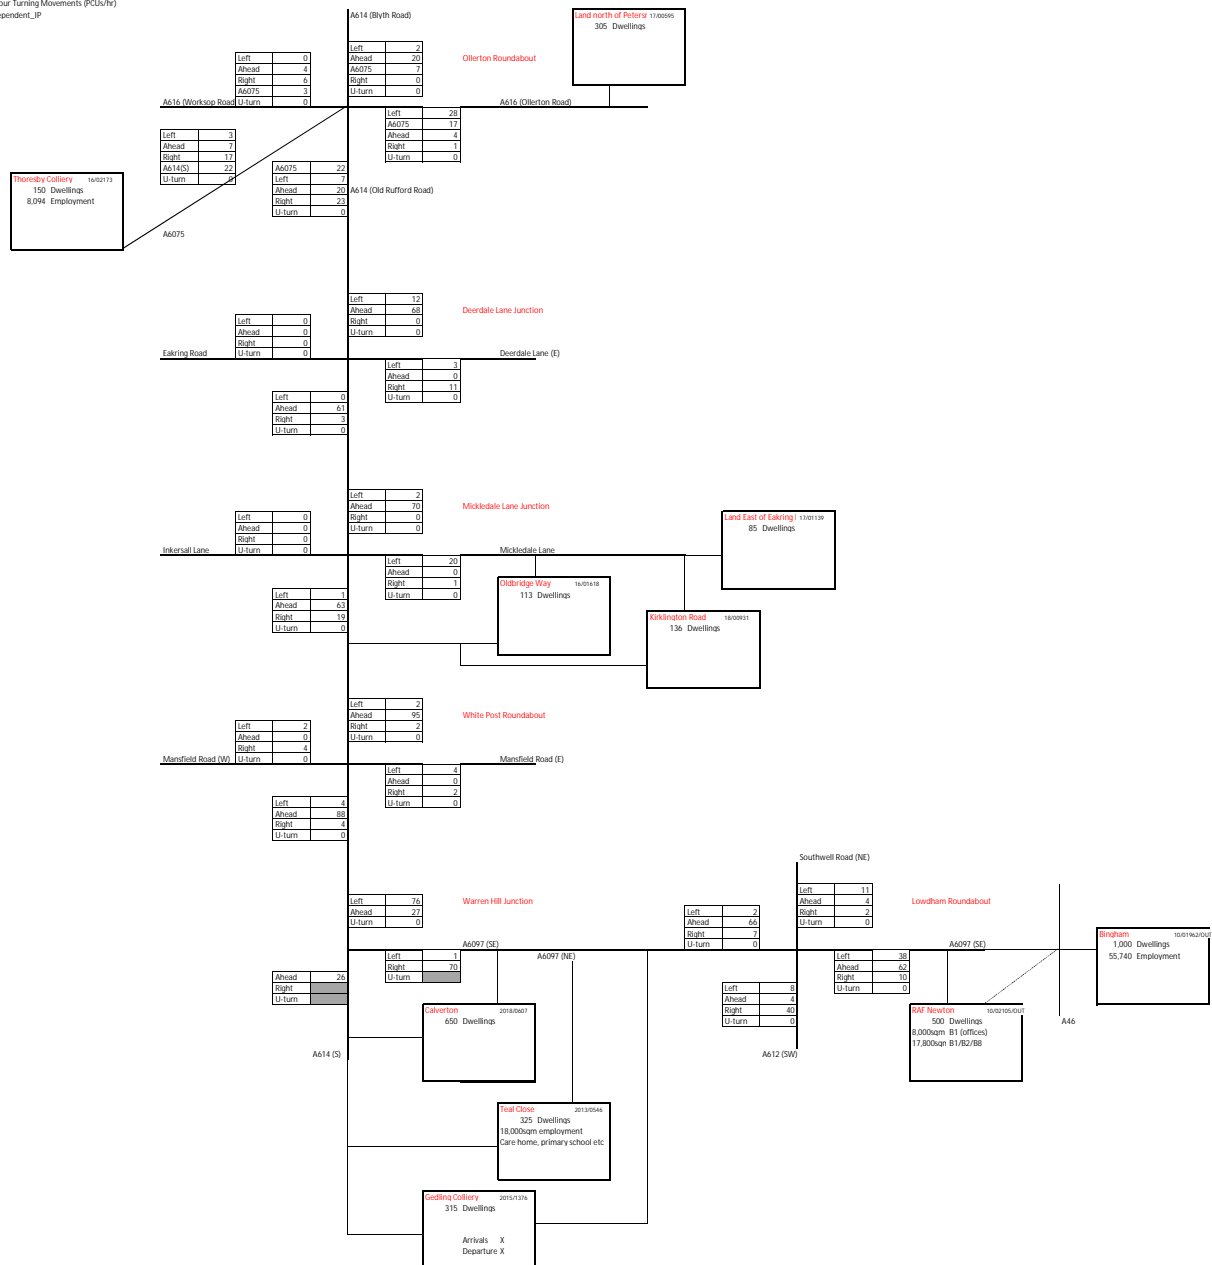 our Turning Movements (PCUs/hr)
ependent_IP
A614 (Blyth Road)
Land north of Petersr 17/00595
305 Dwellings
Left 2
Ahead 20
A6075 7
Right 0
U-turn 0
Ollerton Roundabout
Left 0
Ahead 4
Right 6
A6075 3
U-turn 0
A616 (Worksop Road
A616 (Ollerton Road)
Left 28
A6075 17
Ahead 4
Right 1
U-turn 0
Left 3
Ahead 7
Right 17
A614(S) 22
U-turn 0
A6075 22
Left 7
Ahead 20
Right 23
U-turn 0
A614 (Old Rufford Road)
Thoresby Colliery 16/02173
150 Dwellings
8,094 Employment
A6075
Left 12
Ahead 68
Right 0
U-turn 0
Deerdale Lane Junction
Left 0
Ahead 0
Right 0
U-turn 0
Eakring Road
Deerdale Lane (E)
Left 3
Ahead 0
Right 11
U-turn 0
Left 0
Ahead 61
Right 3
U-turn 0
Left 2
Ahead 70
Right 0
U-turn 0
Mickledale Lane Junction
Left 0
Ahead 0
Right 0
U-turn 0
Land East of Eakring I 17/01139
85 Dwellings
Inkersall Lane
Mickledale Lane
Left 20
Ahead 0
Right 1
U-turn 0
Oldbridge Way 16/01618
113 Dwellings
Left 1
Ahead 63
Right 19
U-turn 0
Kirklington Road 18/00931
136 Dwellings
Left 2
Ahead 95
Right 2
U-turn 0
White Post Roundabout
Left 2
Ahead 0
Right 4
U-turn 0
Mansfield Road (W)
Mansfield Road (E)
Left 4
Ahead 0
Right 2
U-turn 0
Left 4
Ahead 88
Right 4
U-turn 0
Southwell Road (NE)
Left 76
Ahead 27
U-turn 0
Warren Hill Junction
Left 2
Ahead 66
Right 7
U-turn 0
Left 11
Ahead 4
Right 2
U-turn 0
Lowdham Roundabout
A6097 (SE)
A6097 (NE)
A6097 (SE)
Bingham 10/01962/OUT
1,000 Dwellings
55,740 Employment
Left 1
Right 70
U-turn
Left 38
Ahead 62
Right 10
U-turn 0
Ahead 26
Right
U-turn
Left 8
Ahead 4
Right 40
U-turn 0
Calverton 2018/0607
650 Dwellings
RAF Newton 10/02105/OUT
500 Dwellings
8,000sqm B1 (offices)
17,800sqn B1/B2/B8
A46
A614 (S)
A612 (SW)
Teal Close 2013/0546
325 Dwellings
18,000sqm employment
Care home, primary school etc
Gedling Colliery 2015/1376
315 Dwellings
Arrivals X
Departure X